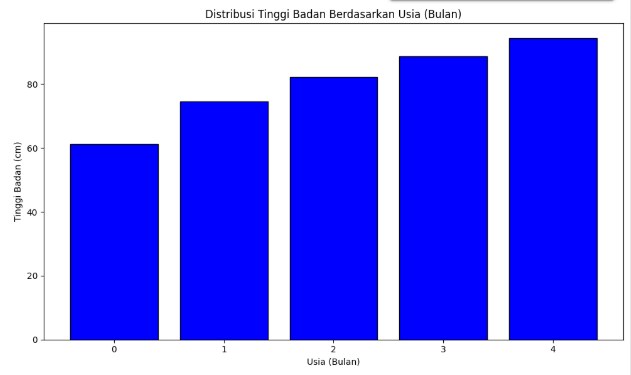 Distribusi Tinggi Badan Berdasarkan Usia (Bulan)
80
60
40
20
0
Tinggi Badan (cm)
0 1 2 3 4
Usia (Bulan)